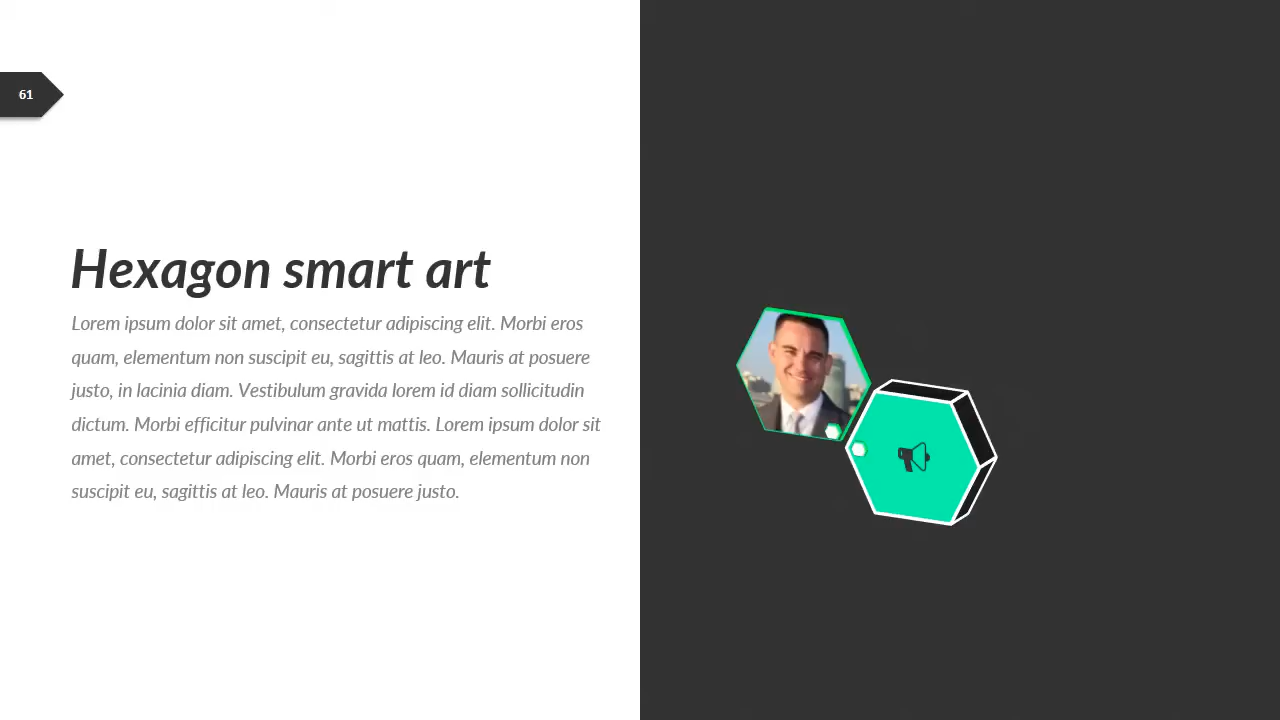 61
Hexagon smart art
Lorem ipsum dolor sit amet, consectetur adipiscing elit. Morbi eros
quam, elementum non suscipit eu, sagittis at leo. Mauris at posuere
justo, in lacinia diam. Vestibulum gravida lorem id diam sollicitudin
dictum. Morbi efficitur pulvinar ante ut mattis. Lorem ipsum dolor sit
amet, consectetur adipiscing elit. Morbi eros quam, elementum non
suscipit eu, sagittis at leo. Mauris at posuere justo.